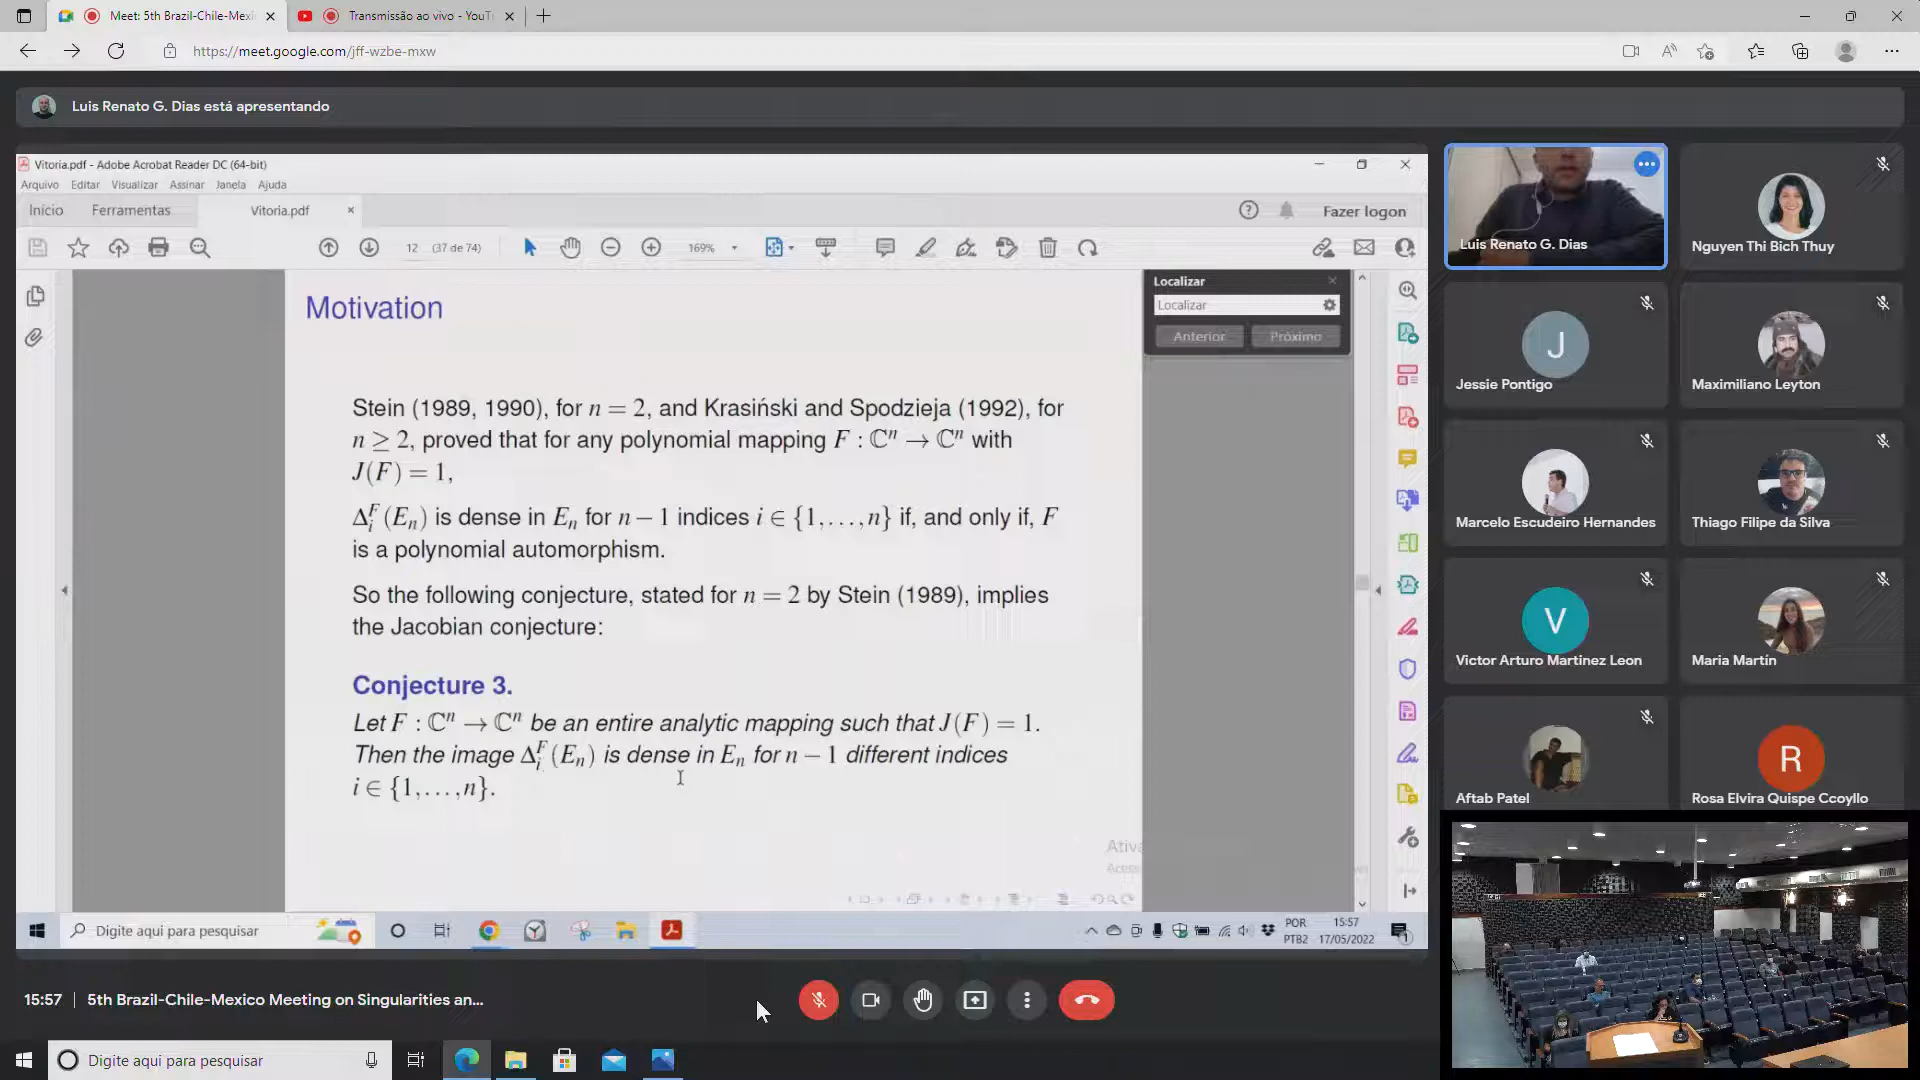 Meet: 5th Brazil-Chile-Mexi
Transmissão ao vivo - YouT
https://meet.google.com/jff-wzbe-mxw
Luis Renato G. Dias está apresentando
Vitoria.pdf - Adobe Acrobat Reader DC (64-bit)
Arquivo Editar Visualizar Assinar Janela Ajuda
Início Ferramentas Vitoria.pdf Fazer logon
12 (37 de 74) 169%
Localizar
Localizar
Anterior Próximo
Motivation
Stein (1989, 1990), for n = 2, and Krasiński and Spodzieja (1992), for
n ≥ 2, proved that for any polynomial mapping F : ℂⁿ → ℂⁿ with
J(F) = 1,
Δᵢᶠ(Eₙ) is dense in Eₙ for n − 1 indices i ∈ {1,…,n} if, and only if, F
is a polynomial automorphism.
So the following conjecture, stated for n = 2 by Stein (1989), implies
the Jacobian conjecture:
Conjecture 3.
Let F : ℂⁿ → ℂⁿ be an entire analytic mapping such that J(F) = 1.
Then the image Δᵢᶠ(Eₙ) is dense in Eₙ for n − 1 different indices
i ∈ {1,…,n}.
Ativa
Digite aqui para pesquisar
POR
PTB2
15:57
17/05/2022
1
Luis Renato G. Dias
Nguyen Thi Bich Thuy
J
Jessie Pontigo
Maximiliano Leyton
Marcelo Escudeiro Hernandes
Thiago Filipe da Silva
V
Victor Arturo Martinez Leon
Maria Martín
Aftab Patel
R
Rosa Elvira Quispe Ccoyllo
15:57 | 5th Brazil-Chile-Mexico Meeting on Singularities an...
Digite aqui para pesquisar